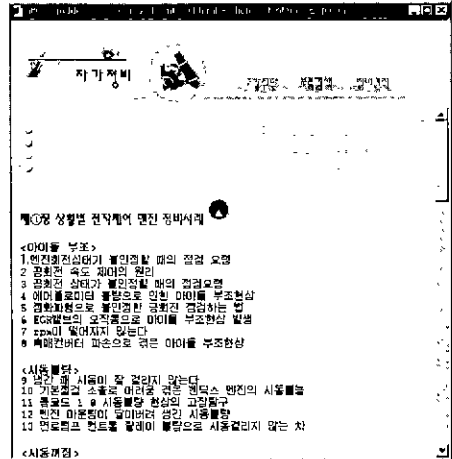 자가정비
제①장 상황별 전자제어 엔진 정비사례
<아이들 부조>
1.엔진회전상태가 불안정할 때의 점검 요령
2 공회전 속도 제어의 원리
3 공회전 상태가 불안정할 때의 점검요령
4 에어플로미터 불량으로 인한 아이들 부조현상
5 점화파형으로 불안정한 공회전 점검하는 법
6 EGR밸브의 오작동으로 아이들 부조현상 발생
7 rpm이 떨어지지 않는다
8 촉매컨버터 파손으로 겪은 아이들 부조현상
<시동불량>
9 냉간 때 시동이 잘 걸리지 않는다
10 기본점검 소홀로 어려움 겪은 벤딕스 엔진의 시동불능
11 콩코드 1 8 시동불량 현상의 고장탐구
12 엔진 마운팅이 달아버려 생긴 시동불량
13 연료펌프 컨트롤 릴레이 불량으로 시동걸리지 않는 차
<시동꺼짐>